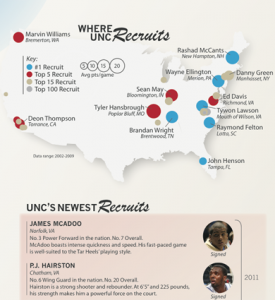 WHERE
UNC Recruits
Marvin Williams
Bremerton, WA
Key:
#1 Recruit
Top 5 Recruit
Top 15 Recruit
Top 100 Recruit
5 10 15 20
Avg pts/game
Rashad McCants
New Hampton, NH
Wayne Ellington
Merion, PA
Danny Green
Manhasset, NY
Sean May
Bloomington, IN
Ed Davis
Richmond, VA
Tyler Hansbrough
Poplar Bluff, MO
Tywon Lawson
Mouth of Wilson, VA
Brandan Wright
Brentwood, TN
Raymond Felton
Latta, SC
Deon Thompson
Torrance, CA
Data range: 2002-2009
John Henson
Tampa, FL
UNC'S NEWEST Recruits
JAMES MCADOO
Norfolk, VA
No. 3 Power Forward in the nation. No. 7 Overall.
McAdoo boasts intense quickness and speed. His fast-paced game
is well-suited to the Tar Heels' playing style.
Signed
P.J. HAIRSTON
Chatham, VA
No. 6 Wing Guard in the nation. No. 20 Overall.
Hairston is a strong shooter and rebounder. At 6'5" and 225 pounds,
his strength makes him a powerful force on the court.
Signed
2011